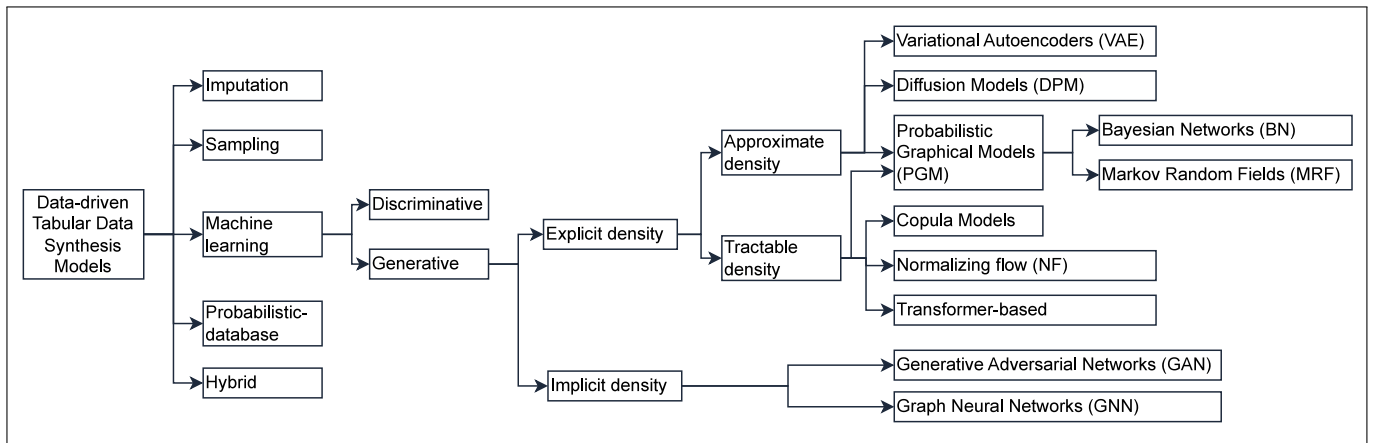 Data-driven
Tabular Data
Synthesis
Models
Imputation
Sampling
Machine
learning
Probabilistic-
database
Hybrid
Discriminative
Generative
Explicit density
Implicit density
Approximate
density
Tractable
density
Variational Autoencoders (VAE)
Diffusion Models (DPM)
Probabilistic
Graphical Models
(PGM)
Bayesian Networks (BN)
Markov Random Fields (MRF)
Copula Models
Normalizing flow (NF)
Transformer-based
Generative Adversarial Networks (GAN)
Graph Neural Networks (GNN)